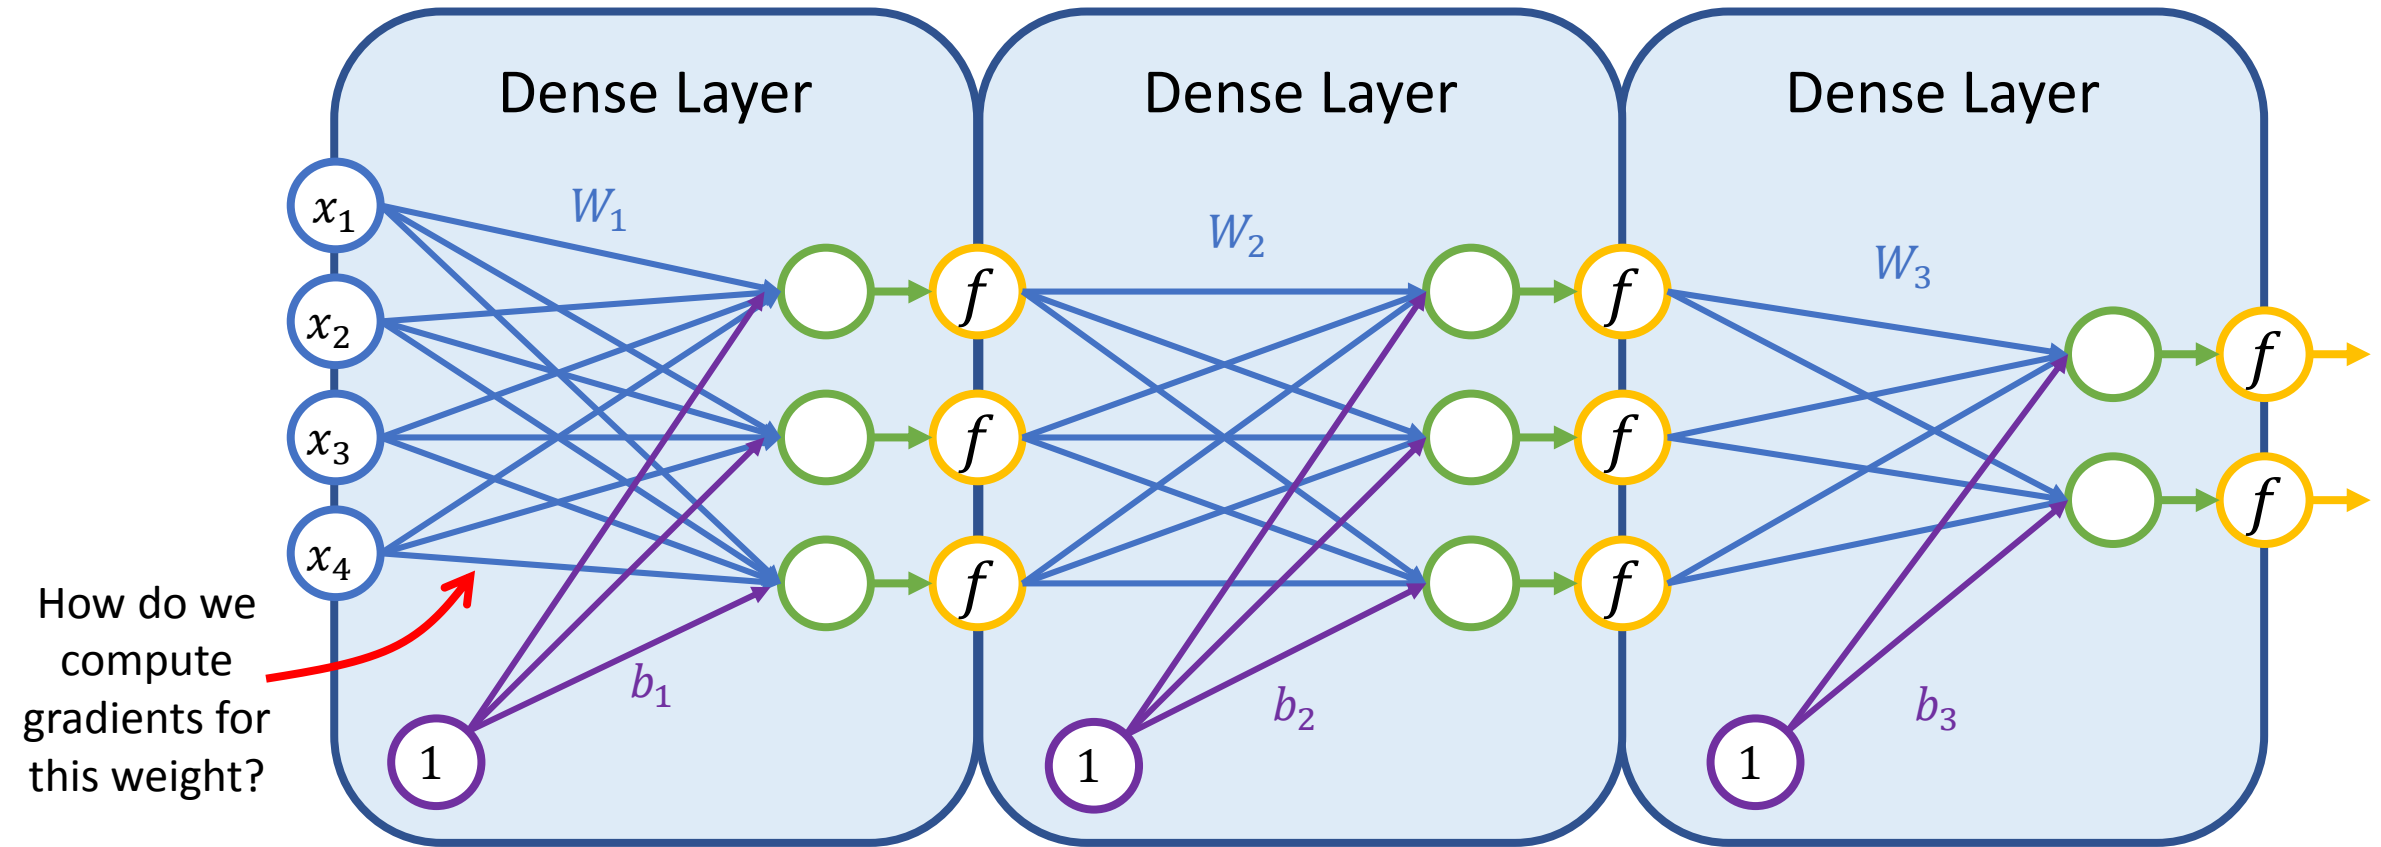 Dense Layer
Dense Layer
Dense Layer
x₁
W₁
x₂
W₂
W₃
f
f
f
x₃
f
f
f
x₄
f
f
How do we
compute
gradients for
this weight?
b₁
b₂
b₃
1
1
1